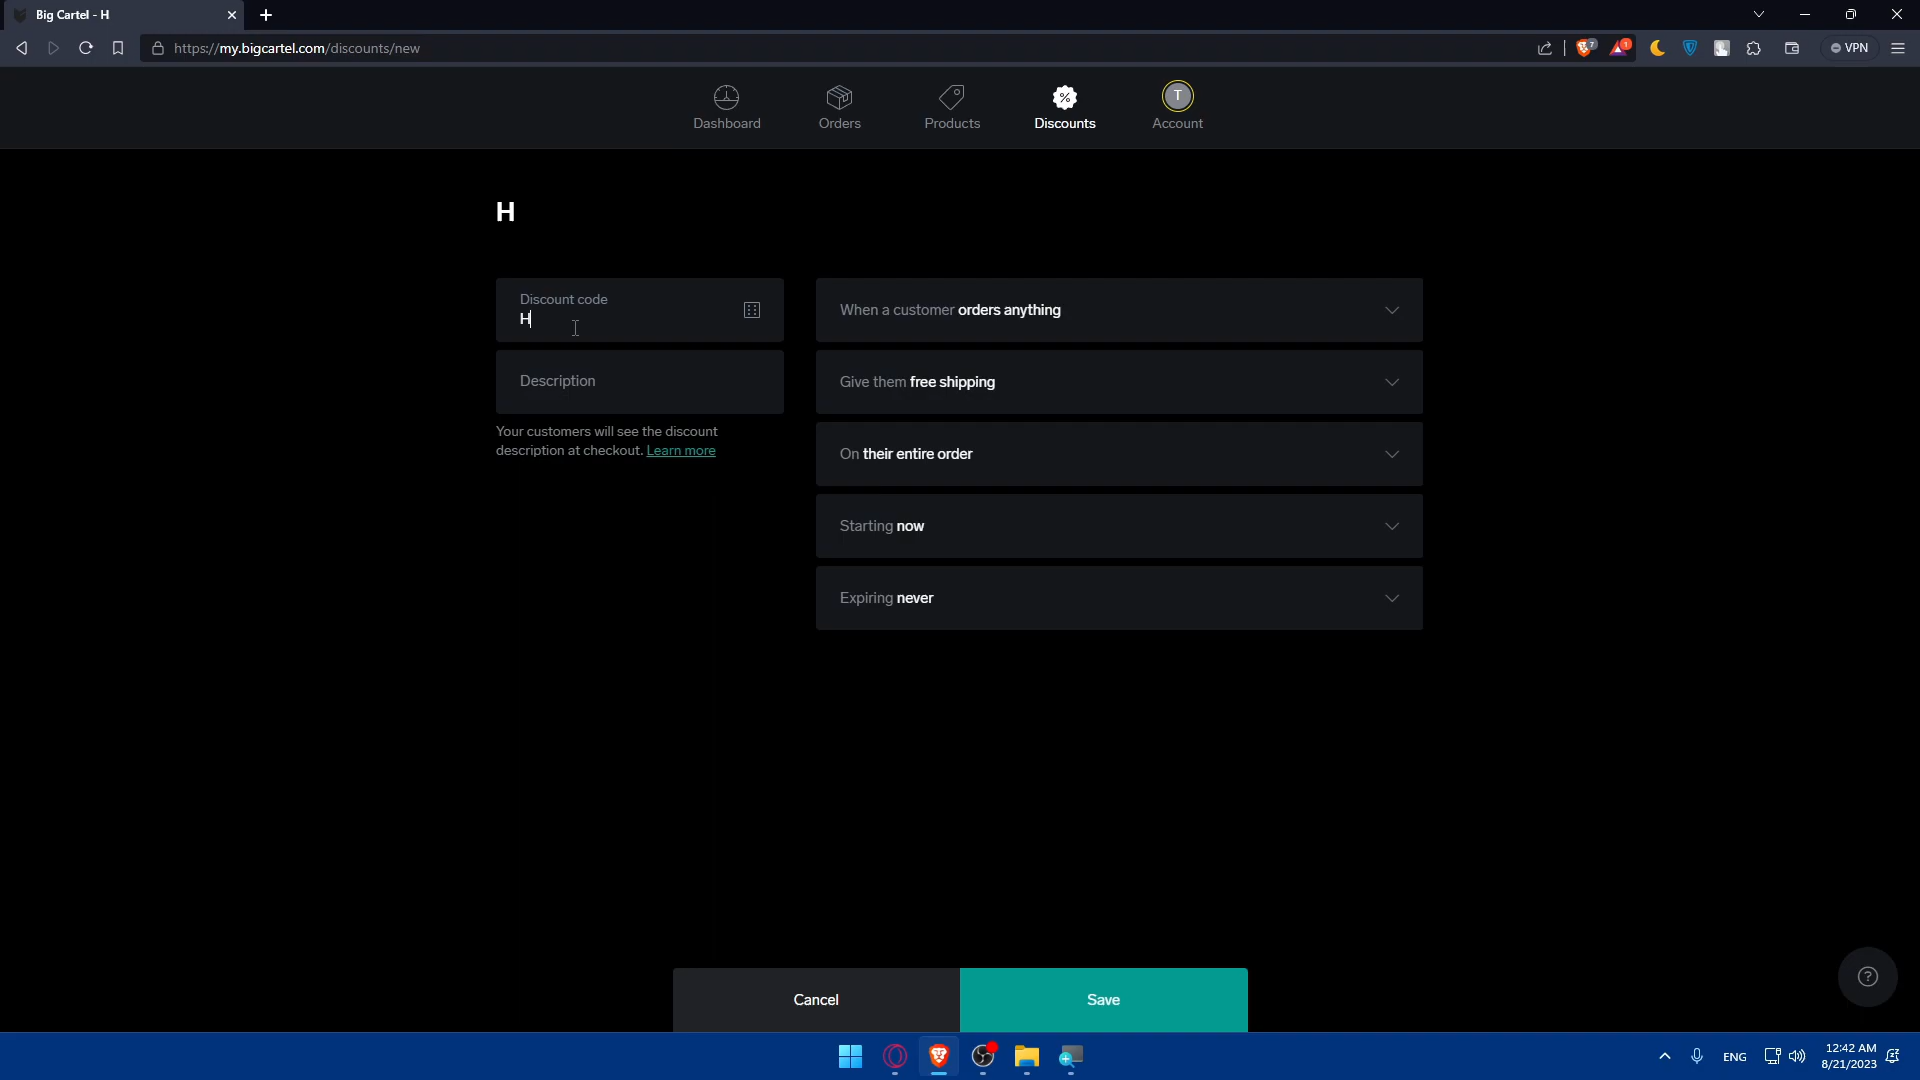 Big Cartel - H
https://my.bigcartel.com/discounts/new
7
1
VPN
Dashboard
Orders
Products
Discounts
T
Account
H
Discount code
H
Description
Your customers will see the discount
description at checkout. Learn more
When a customer orders anything
Give them free shipping
On their entire order
Starting now
Expiring never
Cancel
Save
?
ENG
12:42 AM
8/21/2023